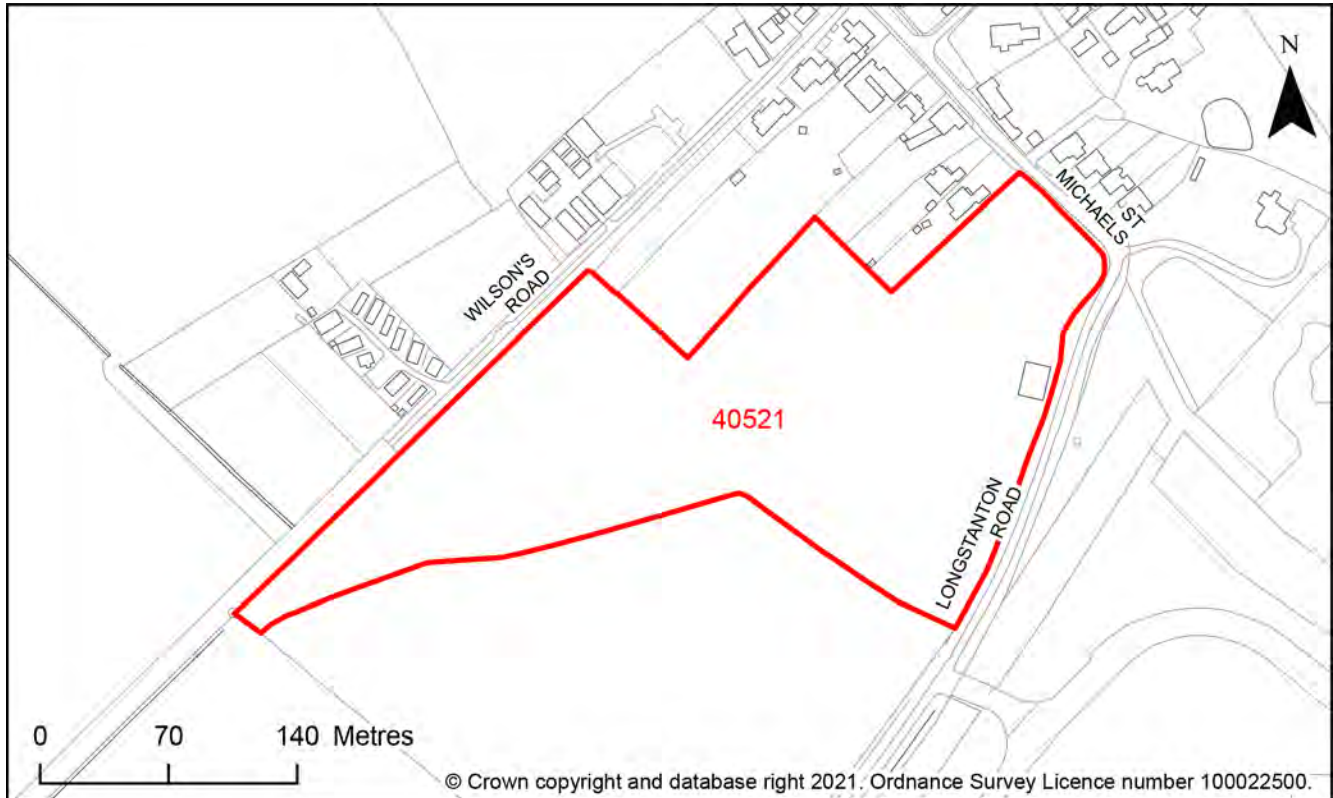 N
ST
MICHAELS
WILSON'S
ROAD
40521
LONGSTANTON
ROAD
0 70 140 Metres
© Crown copyright and database right 2021. Ordnance Survey Licence number 100022500.